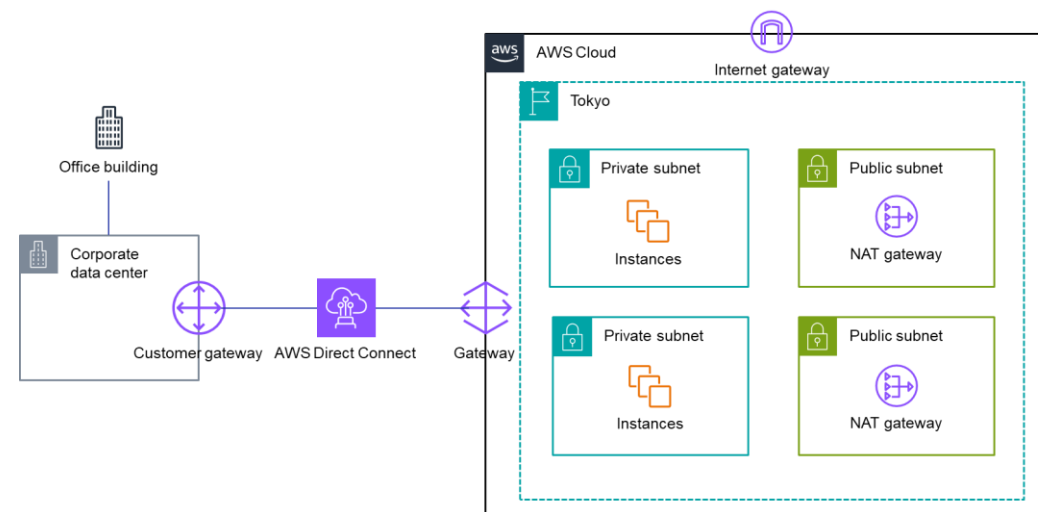 aws
AWS Cloud
Internet gateway
Tokyo
Office building
Private subnet
Public subnet
Instances
NAT gateway
Corporate
data center
Customer gateway
AWS Direct Connect
Gateway
Private subnet
Public subnet
Instances
NAT gateway